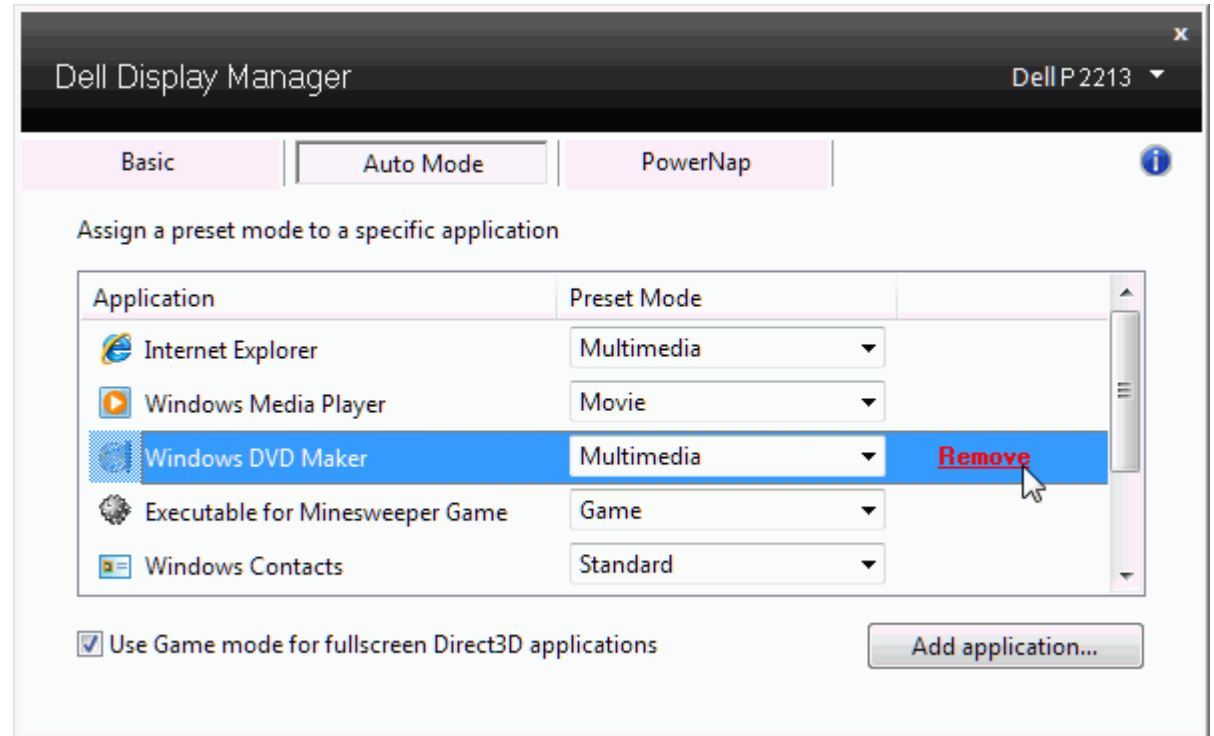 x
Dell Display Manager Dell P2213
Basic Auto Mode PowerNap
Assign a preset mode to a specific application
Application Preset Mode
Internet Explorer Multimedia
Windows Media Player Movie
Windows DVD Maker Multimedia Remove
Executable for Minesweeper Game Game
Windows Contacts Standard
Use Game mode for fullscreen Direct3D applications Add application...